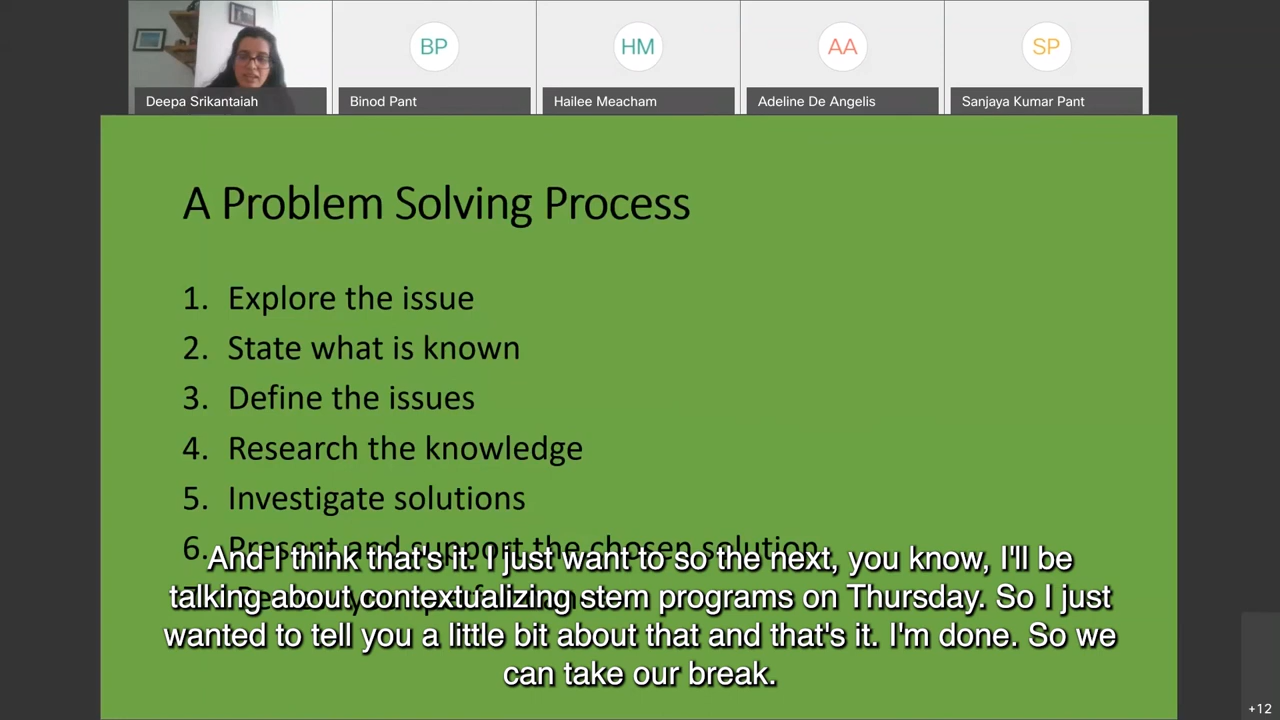 BP
HM
AA
SP
Deepa Srikantaiah
Binod Pant
Hailee Meacham
Adeline De Angelis
Sanjaya Kumar Pant
A Problem Solving Process
1. Explore the issue
2. State what is known
3. Define the issues
4. Research the knowledge
5. Investigate solutions
6. Present and support the chosen solution
And I think that's it. I just want to so the next, you know, I'll be
talking about contextualizing stem programs on Thursday. So I just
wanted to tell you a little bit about that and that's it. I'm done. So we
can take our break.
+12